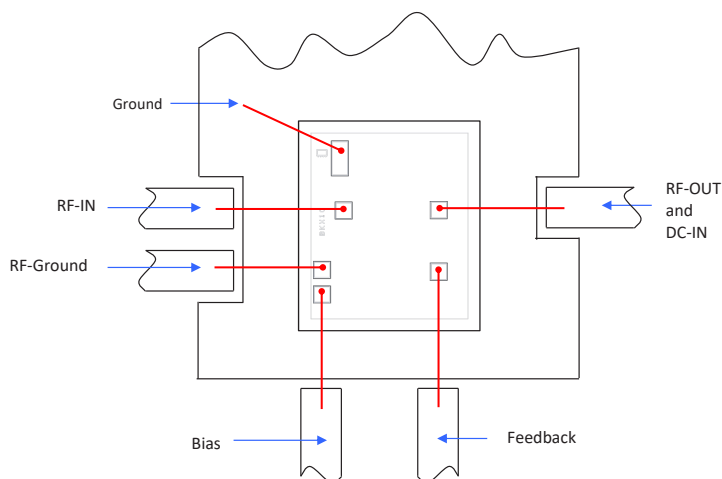 Ground
RF-IN
RF-Ground
RF-OUT
and
DC-IN
Bias
Feedback